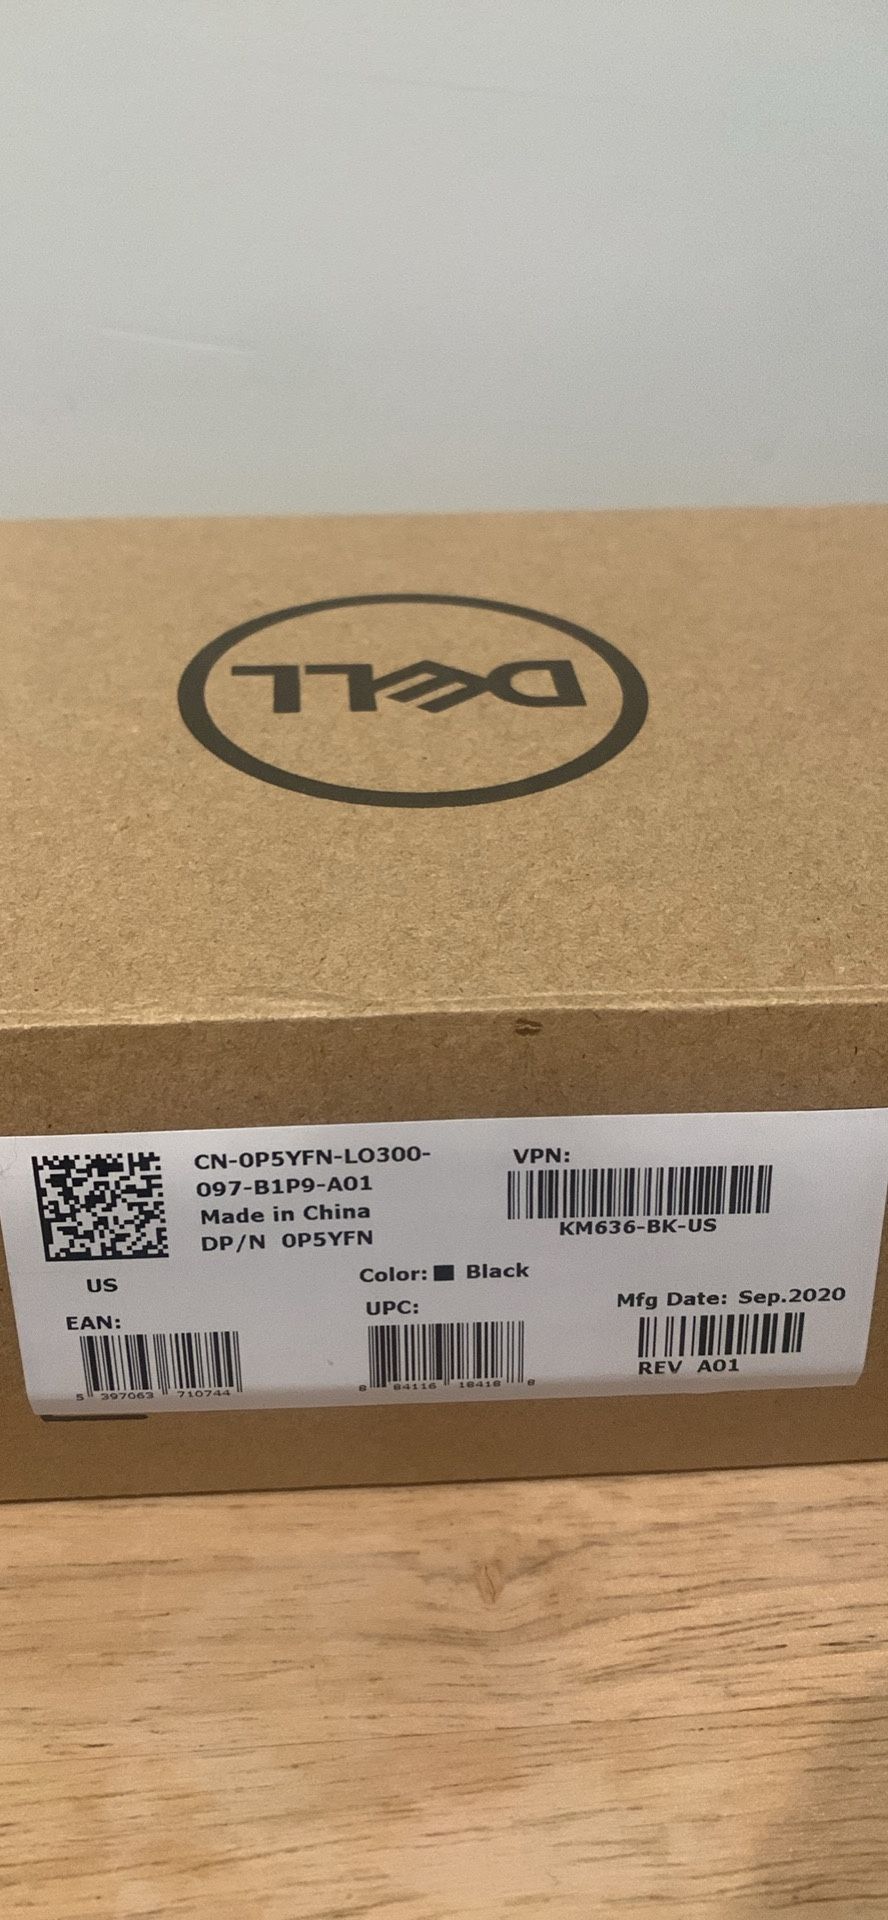 DELL
CN-0P5YFN-LO300-
097-B1P9-A01
Made in China
DP/N 0P5YFN
VPN:
KM636-BK-US
US
Color: Black
EAN:
5 397063 710744
UPC:
8 84116 18418 8
Mfg Date: Sep.2020
REV A01